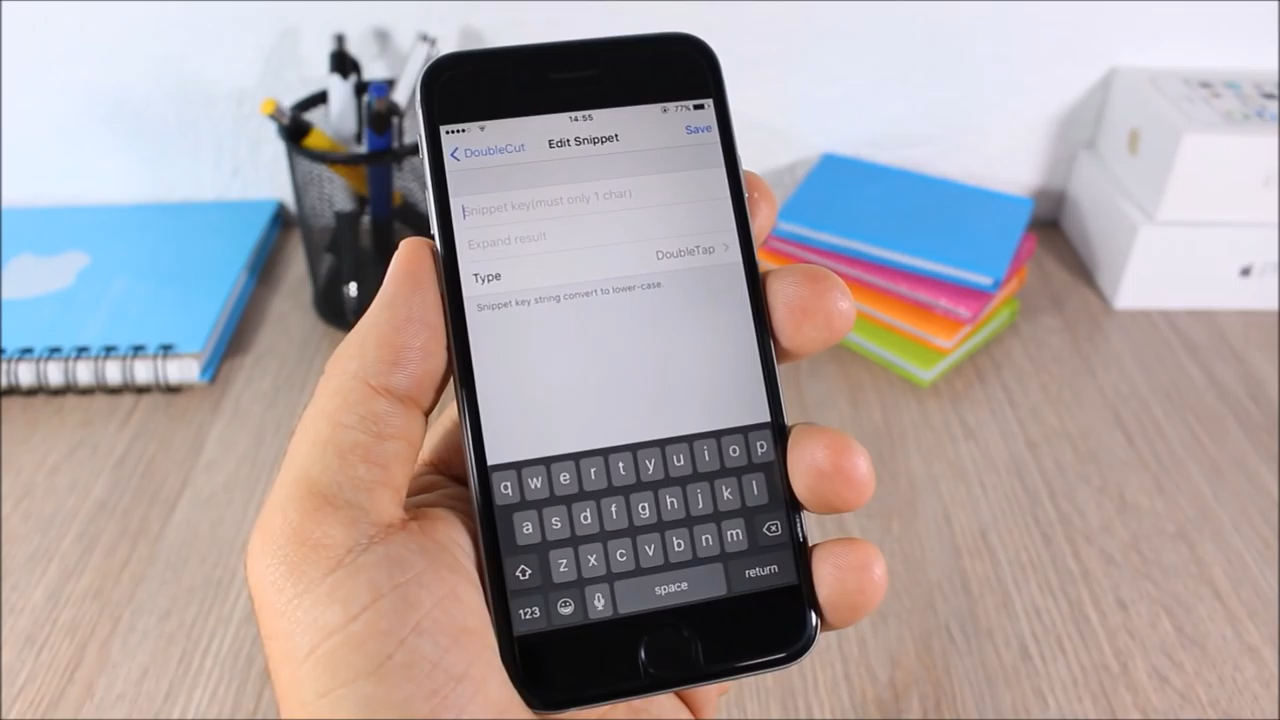 14:55
77%
DoubleCut
Edit Snippet
Save
Snippet key(must only 1 char)
Expand result
Type
DoubleTap
Snippet key string convert to lower-case.
q w e r t y u i o p
a s d f g h j k l
z x c v b n m
123
space
return